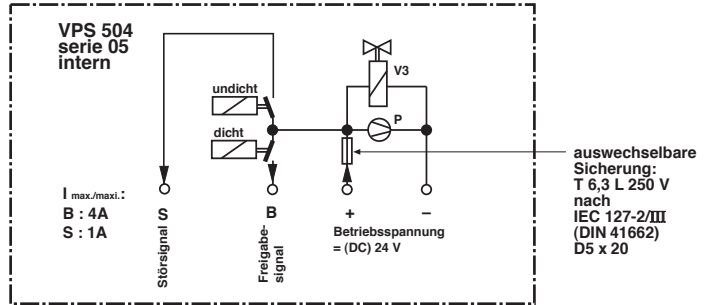 VPS 504
serie 05
intern
V3
undicht
P
dicht
auswechselbare
Sicherung:
T 6,3 L 250 V
nach
IEC 127-2/III
(DIN 41662)
D5 x 20
I max./maxi.:
B : 4A
S : 1A
S
B
+
–
Störsignal
Freigabe-
signal
Betriebsspannung
= (DC) 24 V